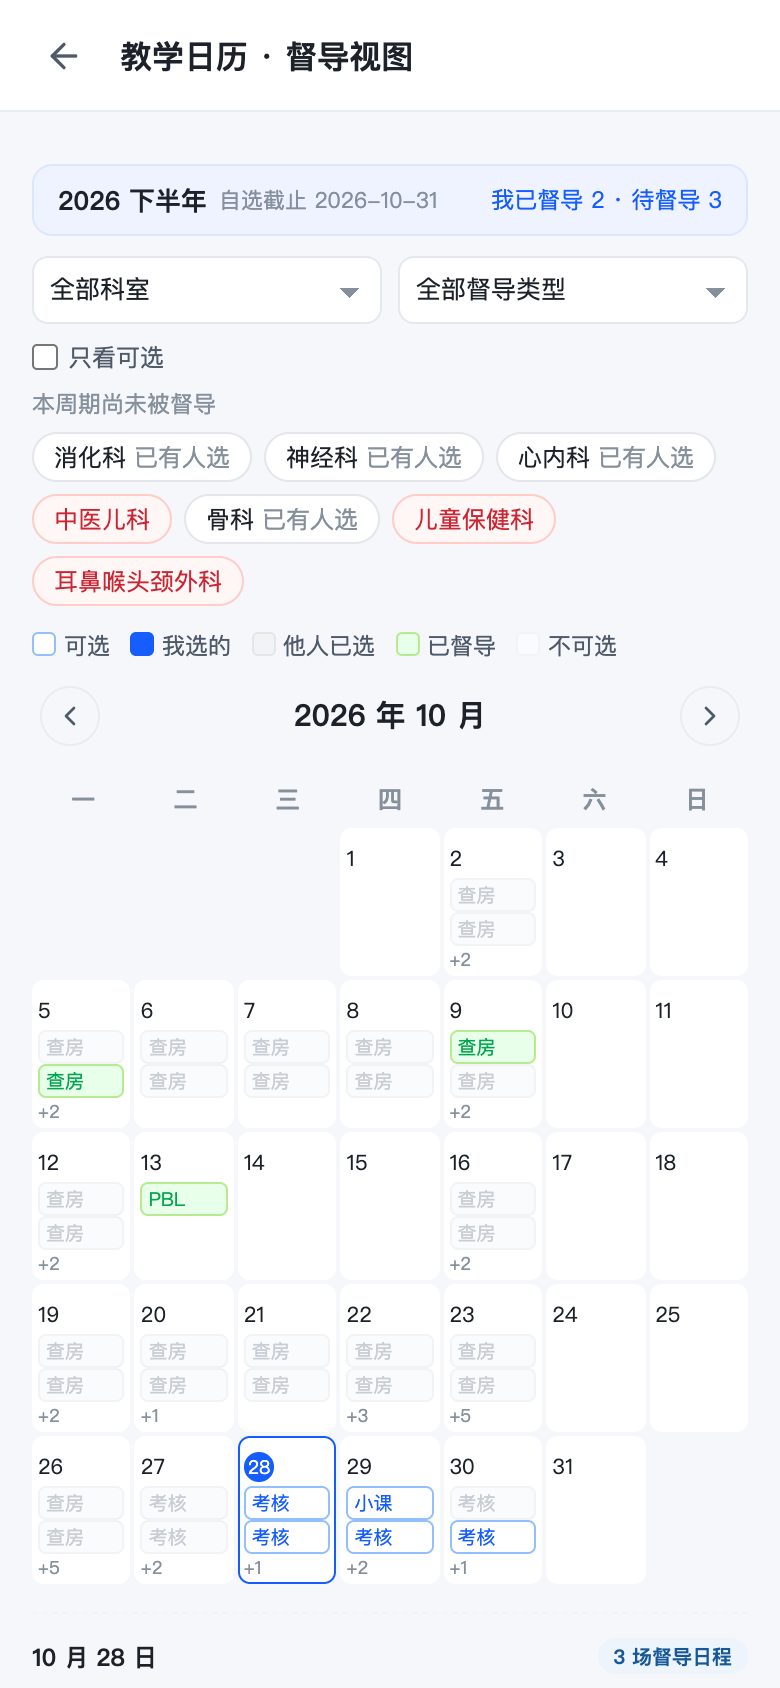 教学日历 · 督导视图
2026 下半年 自选截止 2026-10-31 我已督导 2 · 待督导 3
全部科室 全部督导类型
只看可选
本周期尚未被督导
消化科 已有人选 神经科 已有人选 心内科 已有人选
中医儿科 骨科 已有人选 儿童保健科
耳鼻喉头颈外科
可选 我选的 他人已选 已督导 不可选
2026 年 10 月
一 二 三 四 五 六 日
1 2 3 4
查房
查房
+2
5 6 7 8 9 10 11
查房 查房 查房 查房 查房
查房 查房 查房 查房 查房
+2 +2
12 13 14 15 16 17 18
查房 PBL 查房
查房 查房
+2 +2
19 20 21 22 23 24 25
查房 查房 查房 查房 查房
查房 查房 查房 查房 查房
+2 +1 +3 +5
26 27 28 29 30 31
查房 考核 考核 小课 考核
查房 考核 考核 考核 考核
+5 +2 +1 +2 +1
10 月 28 日 3 场督导日程